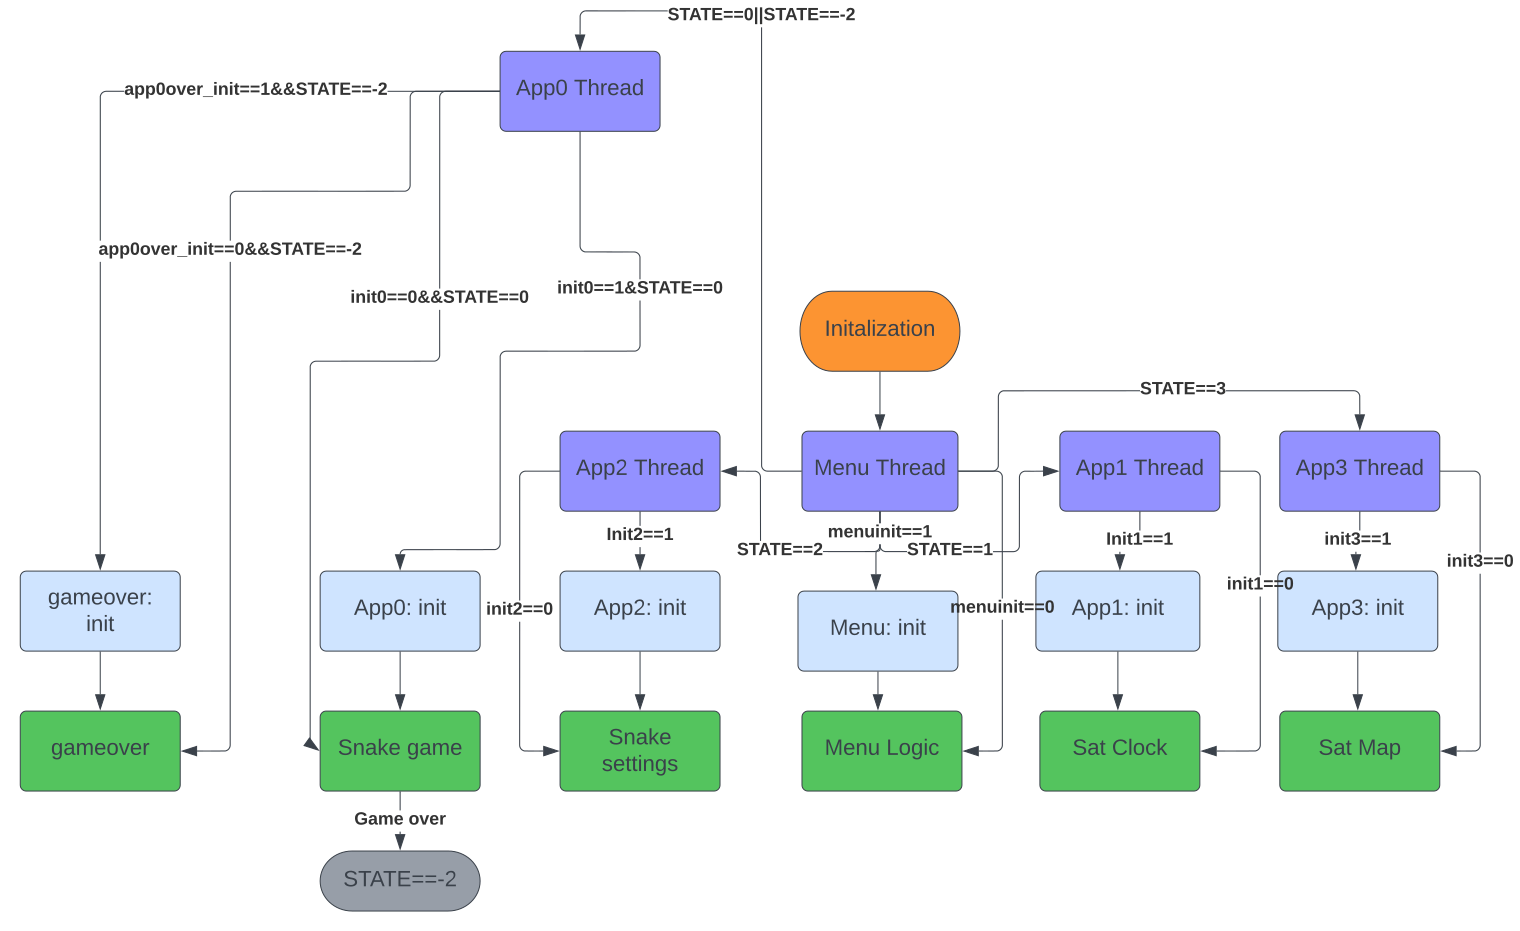 STATE==0||STATE==-2
App0 Thread
app0over_init==1&&STATE==-2
app0over_init==0&&STATE==-2
init0==0&&STATE==0
init0==1&STATE==0
Initalization
STATE==3
App2 Thread
Menu Thread
App1 Thread
App3 Thread
Init2==1
menuinit==1
Init1==1
init3==1
STATE==2
STATE==1
init3==0
gameover:
init
App0: init
init2==0
App2: init
Menu: init
menuinit==0
App1: init
init1==0
App3: init
gameover
Snake game
Snake
settings
Menu Logic
Sat Clock
Sat Map
Game over
STATE==-2